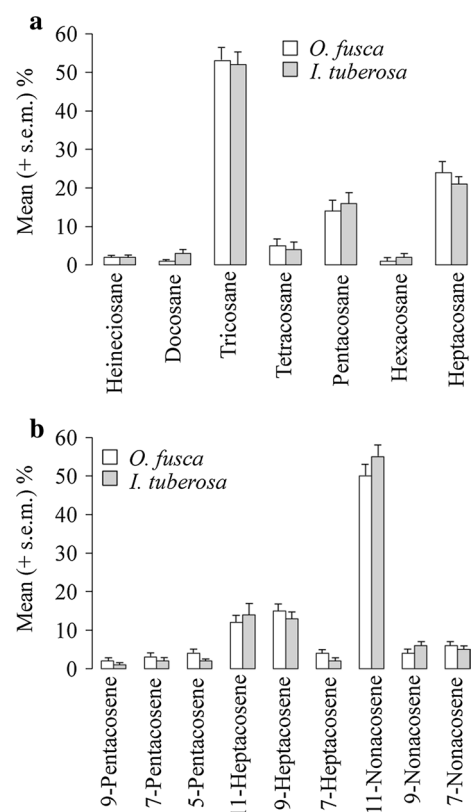 a
Mean (+ s.e.m.) %
60
50
40
30
20
10
0
O. fusca
I. tuberosa
Heineciosane
Docosane
Tricosane
Tetracosane
Pentacosane
Hexacosane
Heptacosane
b
Mean (+ s.e.m.) %
60
50
40
30
20
10
0
O. fusca
I. tuberosa
9-Pentacosene
7-Pentacosene
5-Pentacosene
11-Heptacosene
9-Heptacosene
7-Heptacosene
11-Nonacosene
9-Nonacosene
7-Nonacosene